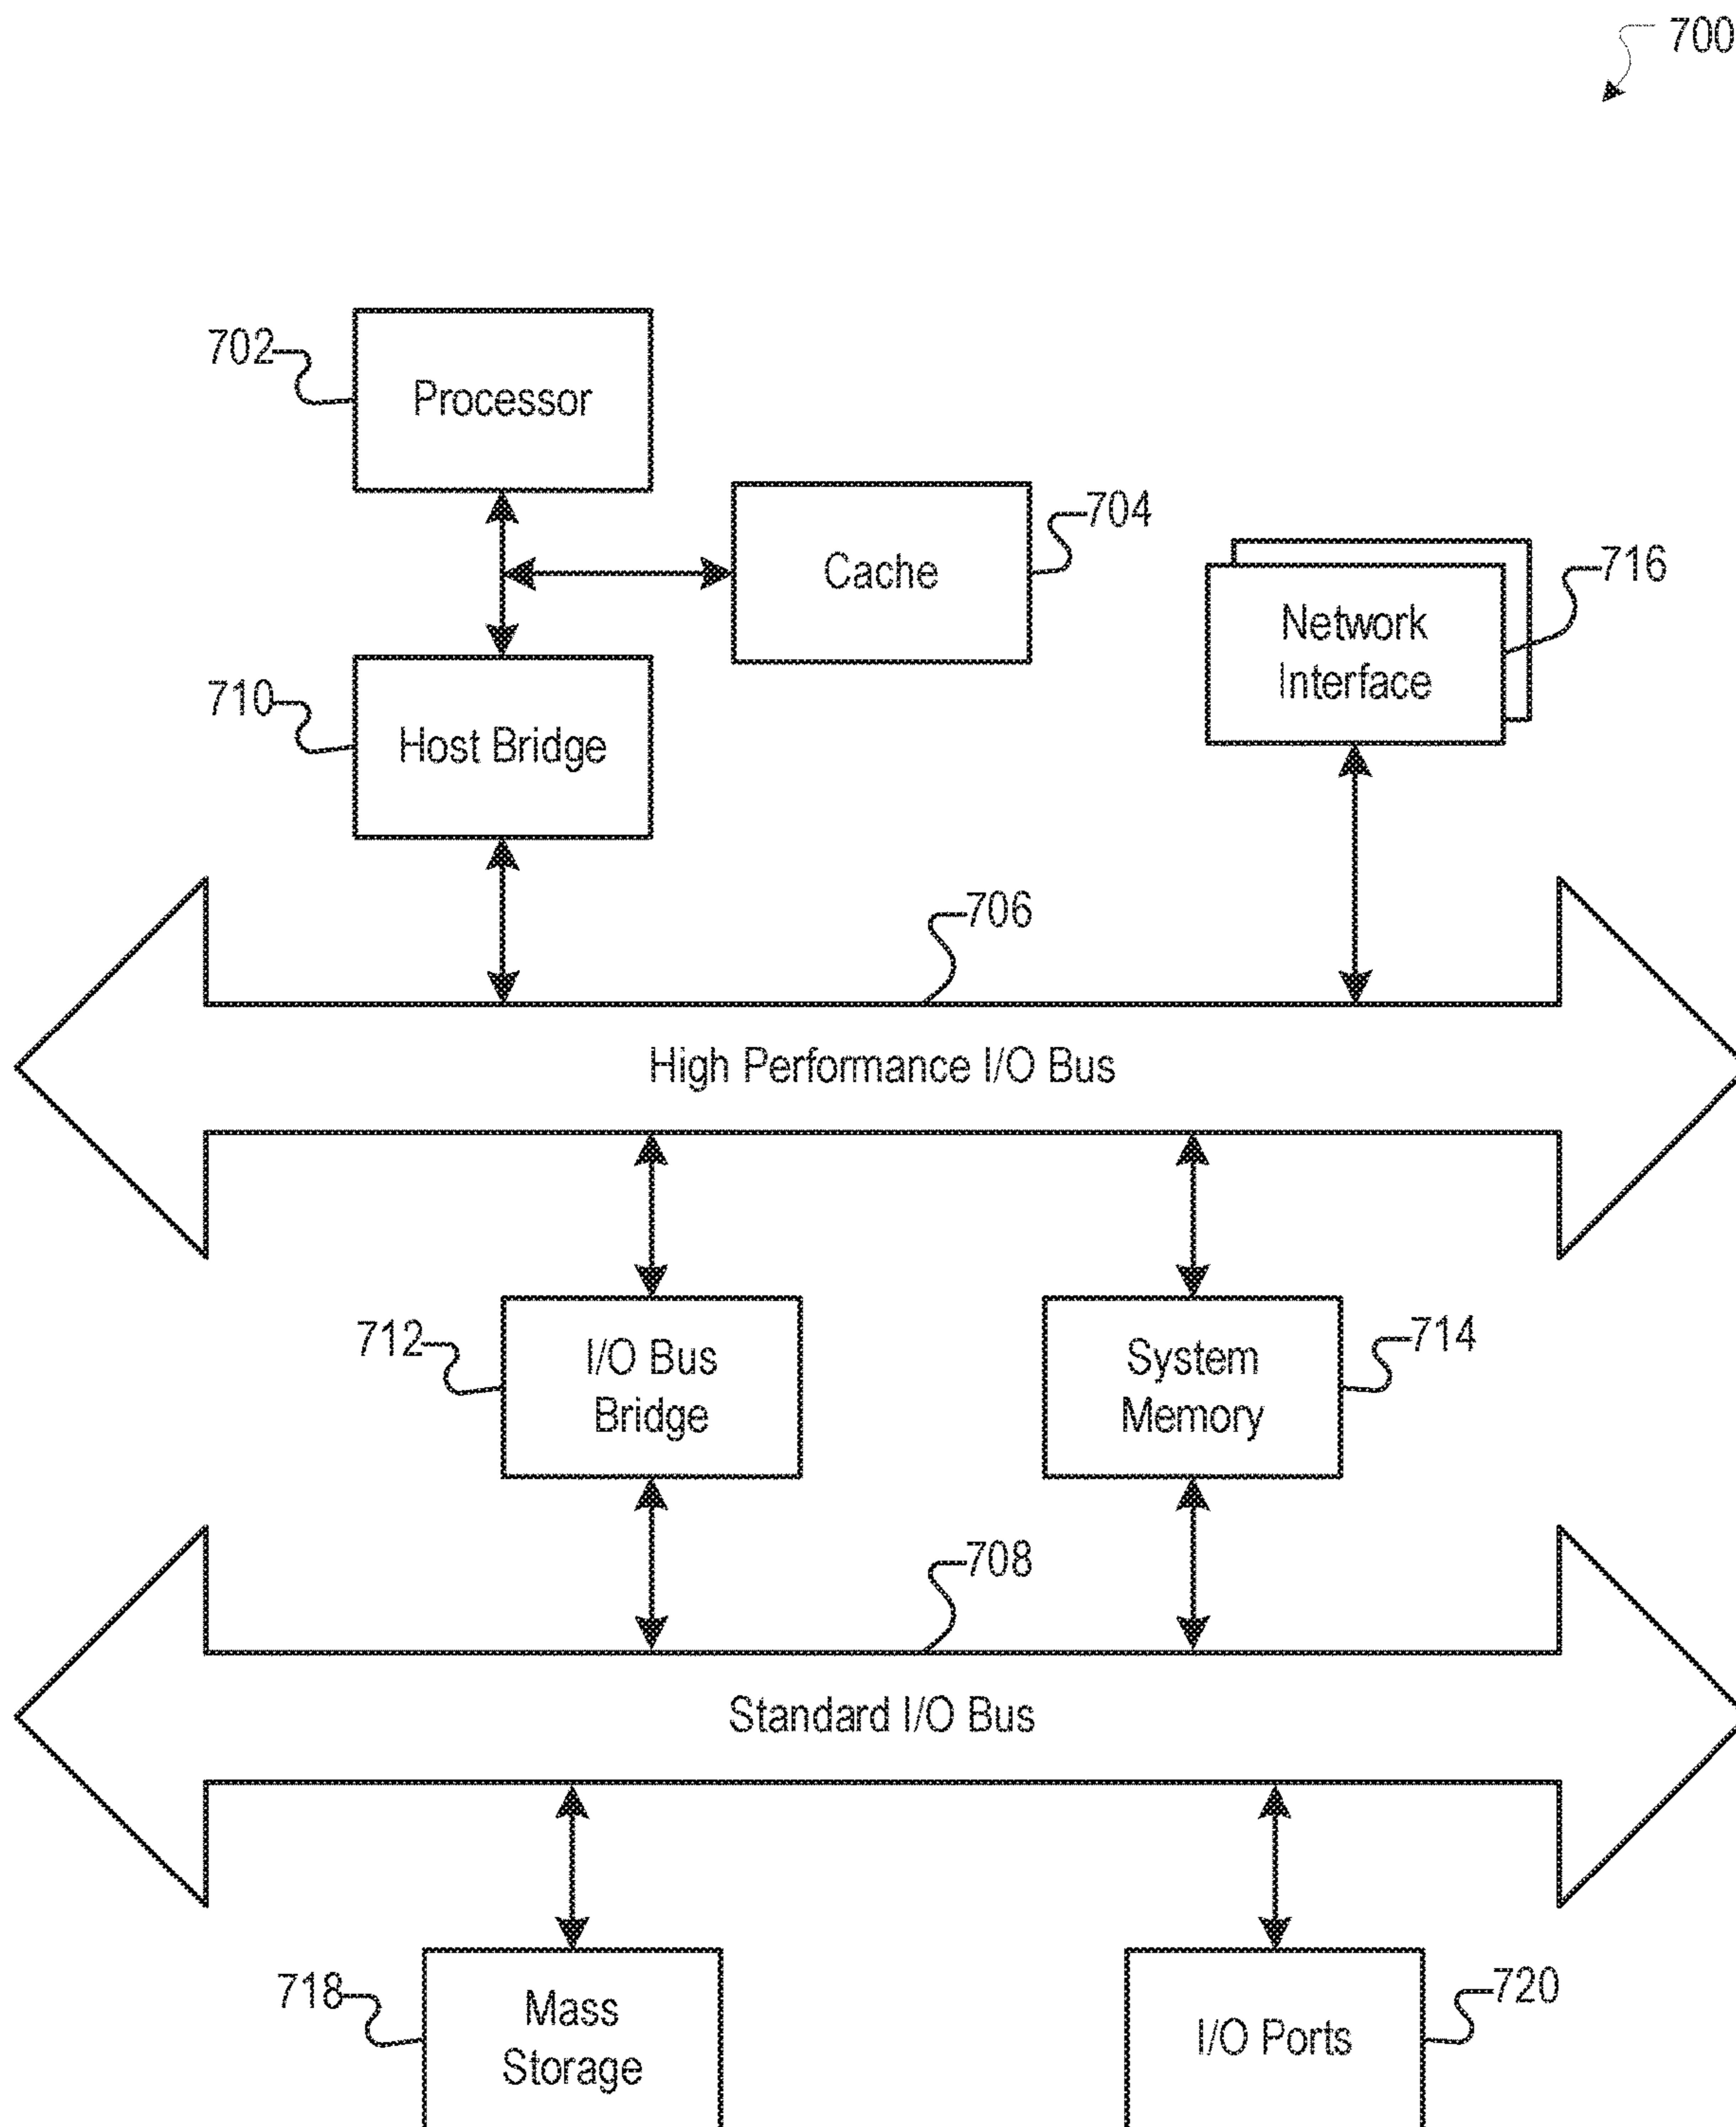 700
702
Processor
704
Cache
716
Network
Interface
710
Host Bridge
706
High Performance I/O Bus
712
I/O Bus
Bridge
714
System
Memory
708
Standard I/O Bus
718
Mass
Storage
720
I/O Ports